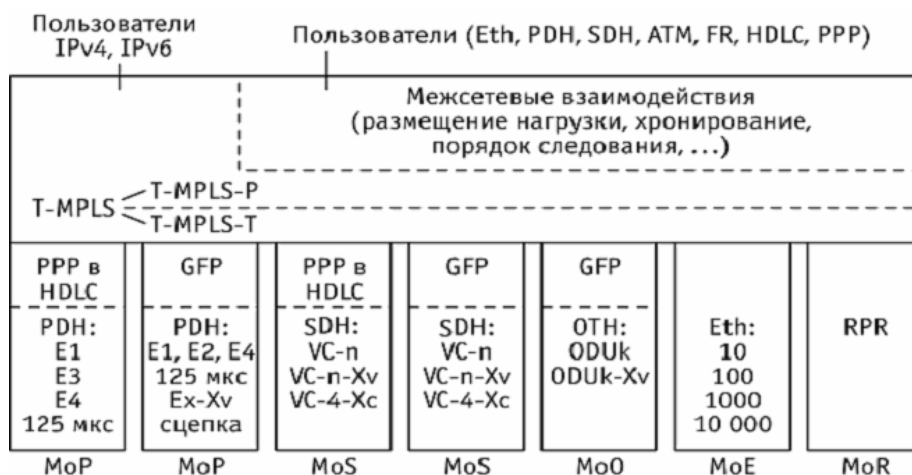 Пользователи
IPv4, IPv6
Пользователи (Eth, PDH, SDH, ATM, FR, HDLC, PPP)
Межсетевые взаимодействия
(размещение нагрузки, хронирование,
порядок следования, ...)
T-MPLS
T-MPLS-P
T-MPLS-T
PPP в
HDLC
PDH:
E1
E3
E4
125 мкс
MoP
GFP
PDH:
E1, E2, E4
125 мкс
Ex-Xv
сцепка
MoP
PPP в
HDLC
SDH:
VC-n
VC-n-Xv
VC-4-Xc
MoS
GFP
SDH:
VC-n
VC-n-Xv
VC-4-Xc
MoS
GFP
OTH:
ODUk
ODUk-Xv
MoO
Eth:
10
100
1000
10 000
MoE
RPR
MoR